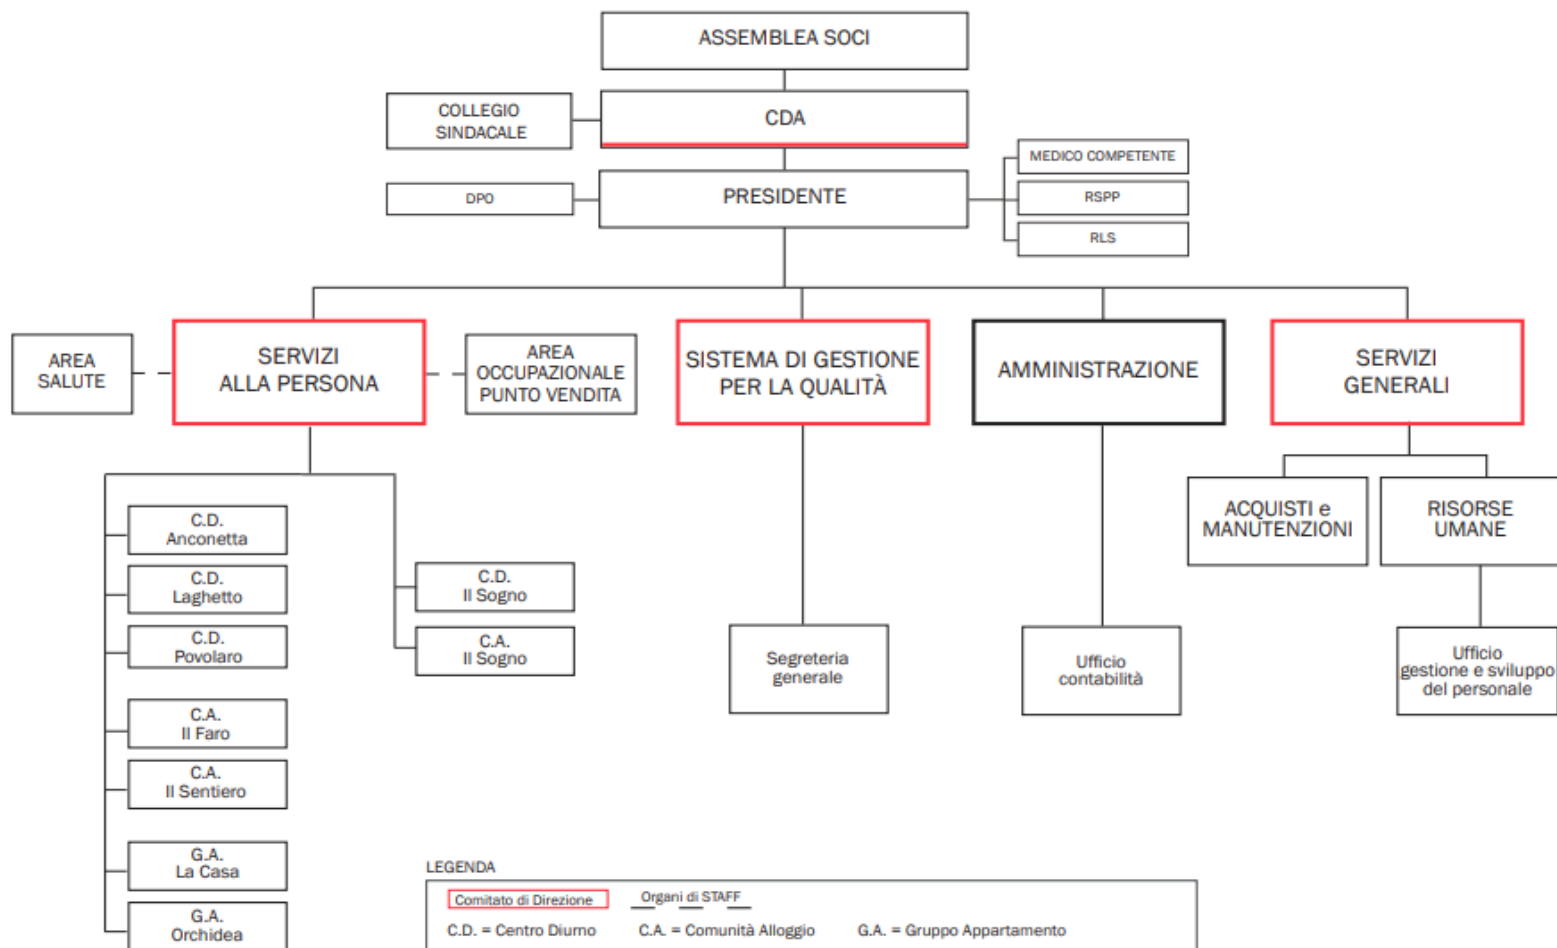 ASSEMBLEA SOCI
COLLEGIO
SINDACALE
CDA
MEDICO COMPETENTE
DPO
PRESIDENTE
RSPP
RLS
AREA
SALUTE
SERVIZI
ALLA PERSONA
AREA
OCCUPAZIONALE
PUNTO VENDITA
SISTEMA DI GESTIONE
PER LA QUALITÀ
AMMINISTRAZIONE
SERVIZI
GENERALI
C.D.
Anconetta
C.D.
Laghetto
C.D.
Povolaro
C.A.
Il Faro
C.A.
Il Sentiero
G.A.
La Casa
G.A.
Orchidea
C.D.
Il Sogno
C.A.
Il Sogno
Segreteria
generale
Ufficio
contabilità
ACQUISTI e
MANUTENZIONI
RISORSE
UMANE
Ufficio
gestione e sviluppo
del personale
LEGENDA
Comitato di Direzione
Organi di STAFF
C.D. = Centro Diurno
C.A. = Comunità Alloggio
G.A. = Gruppo Appartamento